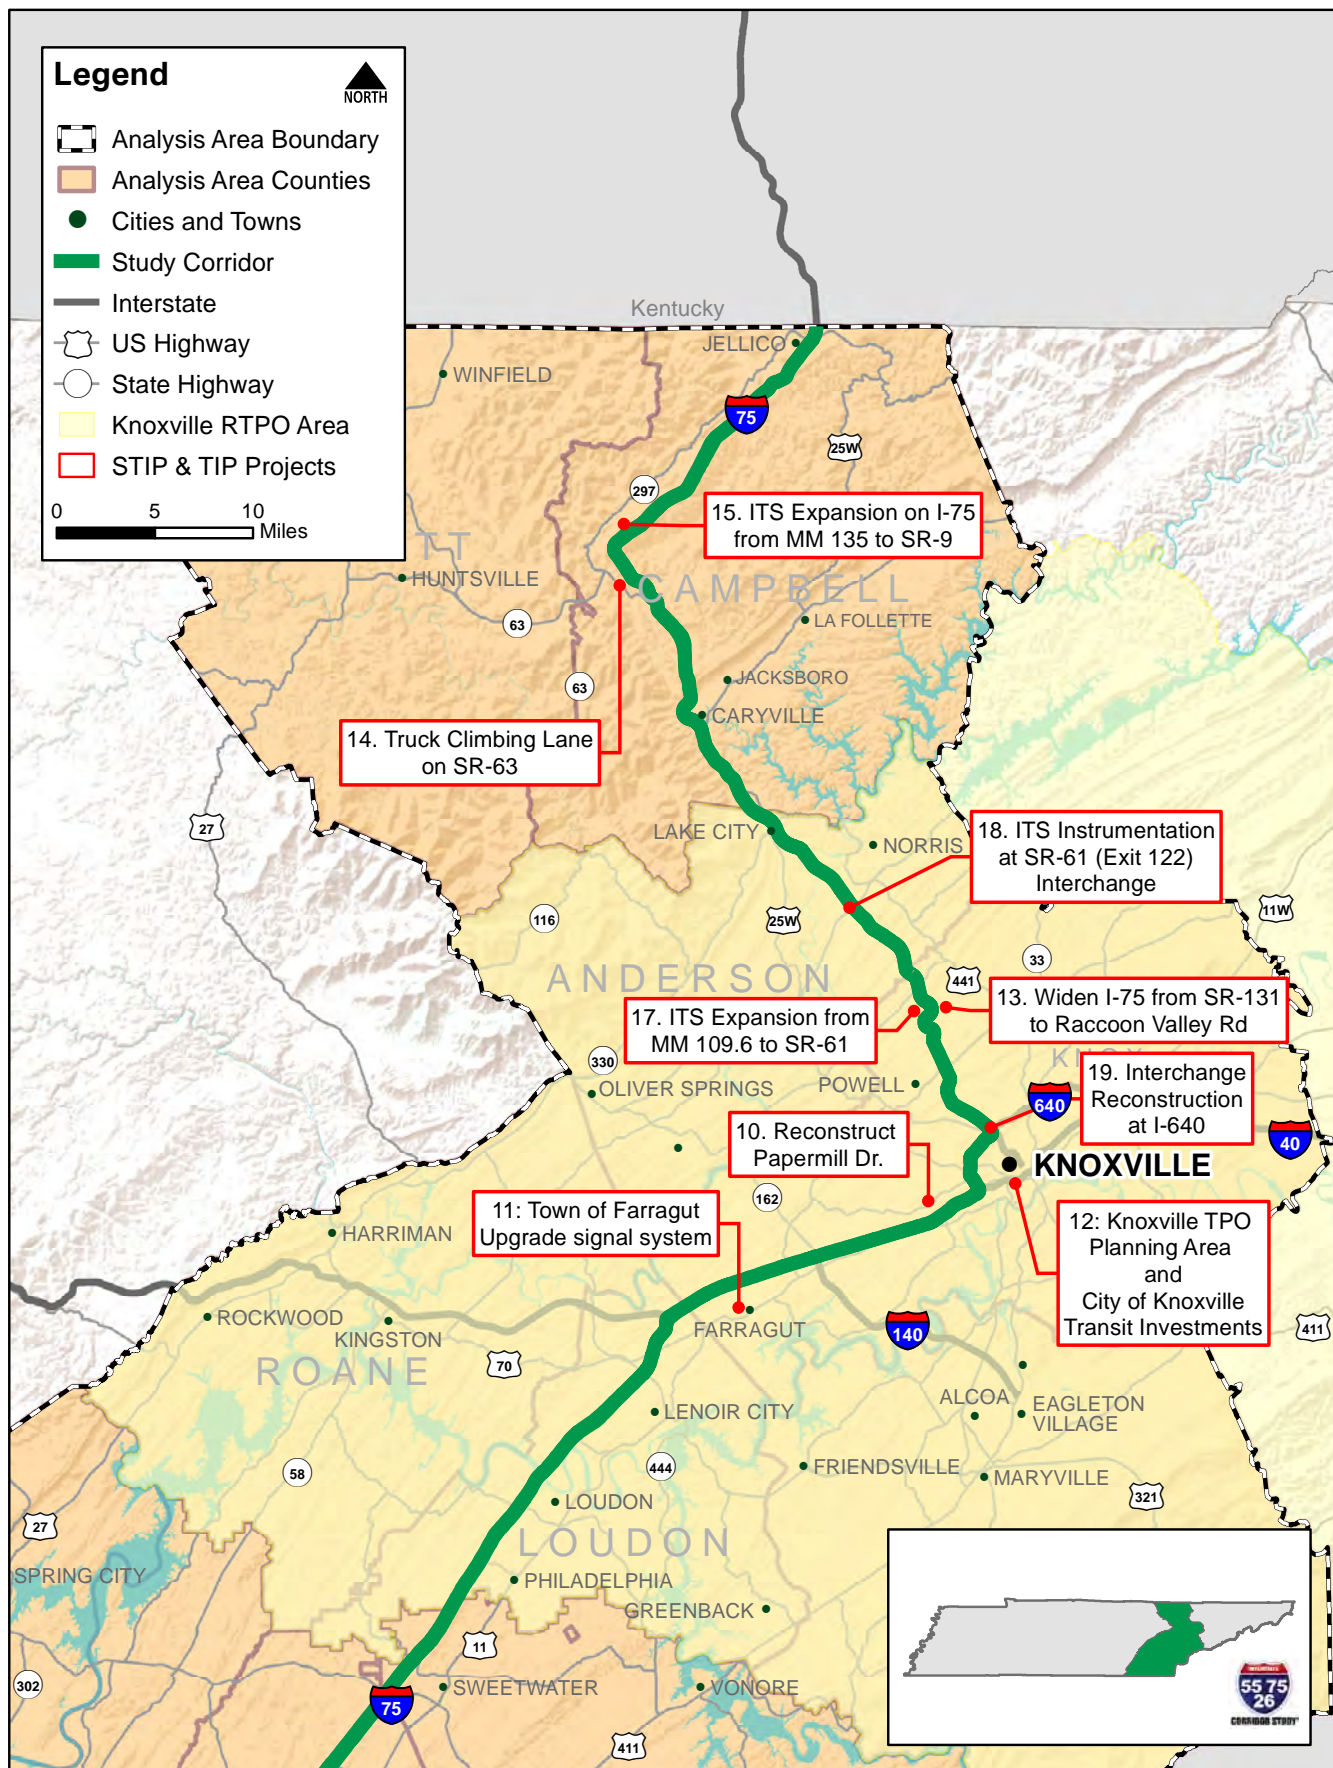 Legend
NORTH
Analysis Area Boundary
Analysis Area Counties
Cities and Towns
Study Corridor
Interstate
US Highway
State Highway
Knoxville RTPO Area
STIP & TIP Projects
0 5 10
Miles
Kentucky
JELLICO
WINFIELD
75
25W
297
15. ITS Expansion on I-75
from MM 135 to SR-9
TT
HUNTSVILLE
CAMPBELL
63
LA FOLLETTE
63
JACKSBORO
CARYVILLE
14. Truck Climbing Lane
on SR-63
27
LAKE CITY
NORRIS
18. ITS Instrumentation
at SR-61 (Exit 122)
Interchange
116
25W
11W
33
ANDERSON
441
13. Widen I-75 from SR-131
to Raccoon Valley Rd
17. ITS Expansion from
MM 109.6 to SR-61
KNOX
330
OLIVER SPRINGS
POWELL
19. Interchange
Reconstruction
at I-640
640
40
10. Reconstruct
Papermill Dr.
KNOXVILLE
162
11: Town of Farragut
Upgrade signal system
HARRIMAN
12: Knoxville TPO
Planning Area
and
City of Knoxville
Transit Investments
ROCKWOOD
KINGSTON
FARRAGUT
140
411
ROANE
70
ALCOA
EAGLETON
VILLAGE
LENOIR CITY
58
444
FRIENDSVILLE
MARYVILLE
321
LOUDON
27
LOUDON
SPRING CITY
PHILADELPHIA
GREENBACK
11
302
SWEETWATER
VONORE
75
411
INTERSTATE
55 75
26
CORRIDOR STUDY